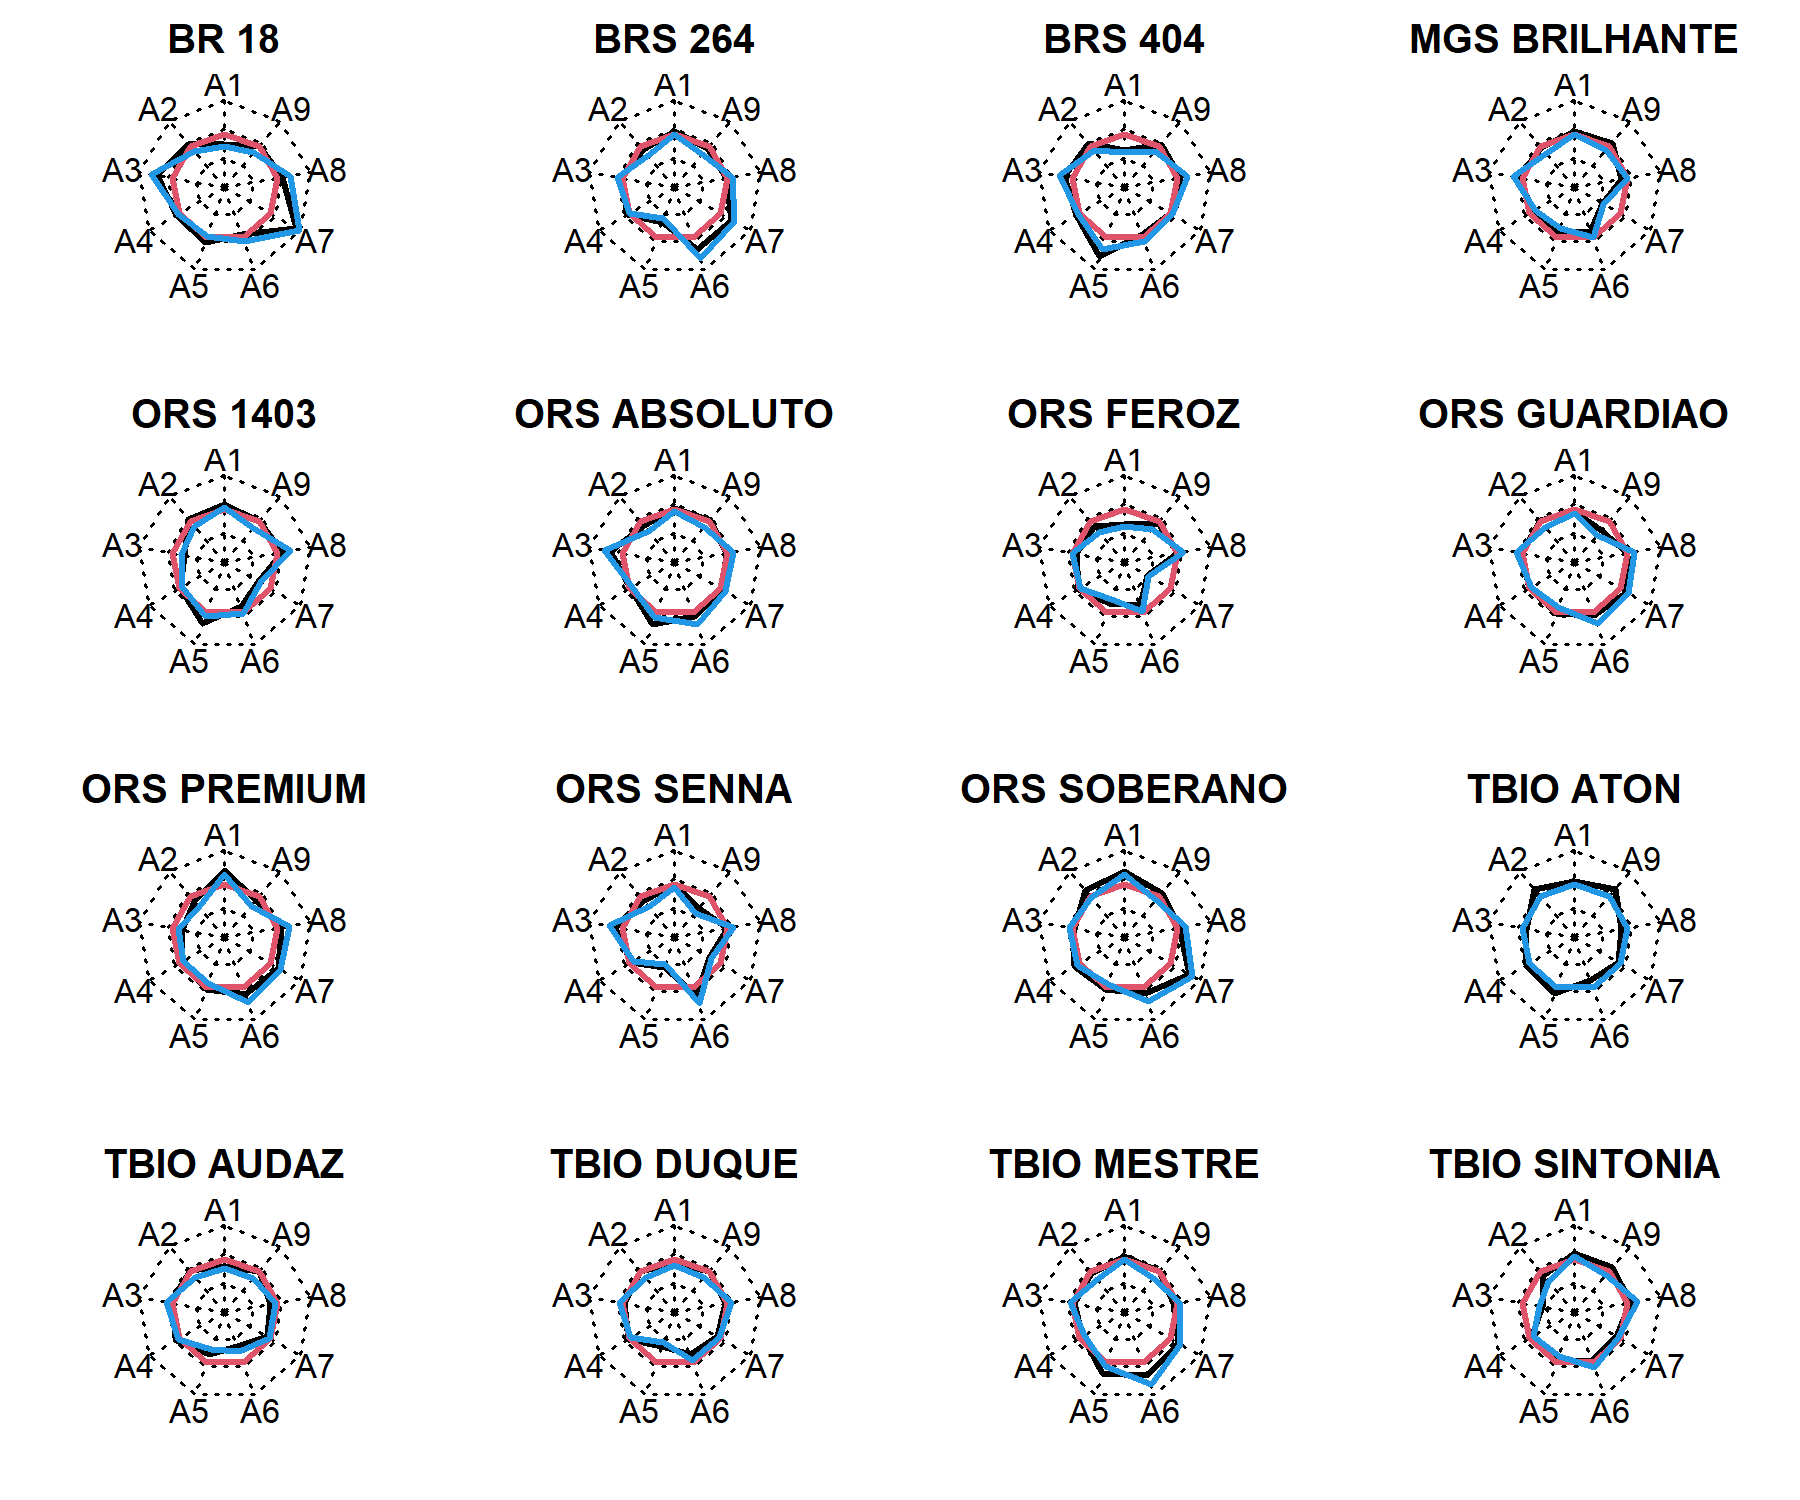 BR 18
BRS 264
BRS 404
MGS BRILHANTE
A1
A2
A9
A3
A8
A4
A7
A5
A6
A1
A2
A9
A3
A8
A4
A7
A5
A6
A1
A2
A9
A3
A8
A4
A7
A5
A6
A1
A2
A9
A3
A8
A4
A7
A5
A6
ORS 1403
ORS ABSOLUTO
ORS FEROZ
ORS GUARDIAO
A1
A2
A9
A3
A8
A4
A7
A5
A6
A1
A2
A9
A3
A8
A4
A7
A5
A6
A1
A2
A9
A3
A8
A4
A7
A5
A6
A1
A2
A9
A3
A8
A4
A7
A5
A6
ORS PREMIUM
ORS SENNA
ORS SOBERANO
TBIO ATON
A1
A2
A9
A3
A8
A4
A7
A5
A6
A1
A2
A9
A3
A8
A4
A7
A5
A6
A1
A2
A9
A3
A8
A4
A7
A5
A6
A1
A2
A9
A3
A8
A4
A7
A5
A6
TBIO AUDAZ
TBIO DUQUE
TBIO MESTRE
TBIO SINTONIA
A1
A2
A9
A3
A8
A4
A7
A5
A6
A1
A2
A9
A3
A8
A4
A7
A5
A6
A1
A2
A9
A3
A8
A4
A7
A5
A6
A1
A2
A9
A3
A8
A4
A7
A5
A6